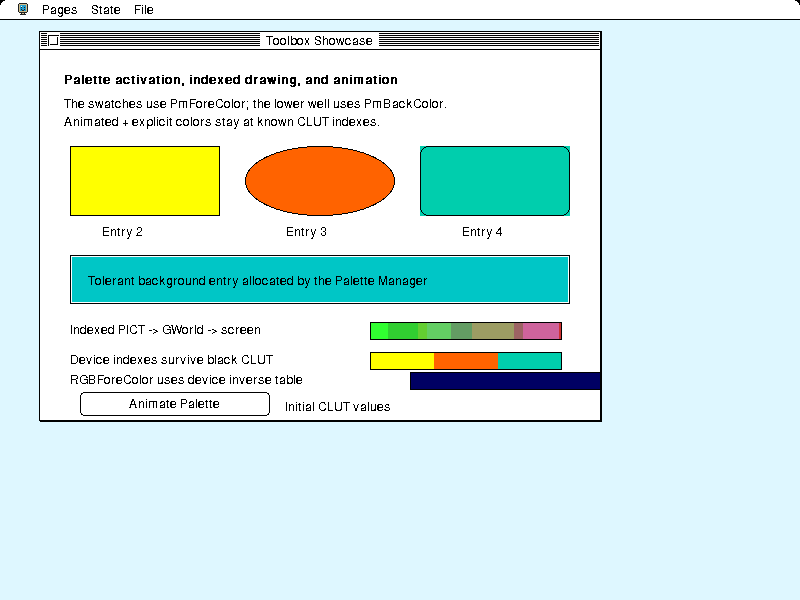 Pages State File
Toolbox Showcase
Palette activation, indexed drawing, and animation
The swatches use PmForeColor; the lower well uses PmBackColor.
Animated + explicit colors stay at known CLUT indexes.
Entry 2 Entry 3 Entry 4
Tolerant background entry allocated by the Palette Manager
Indexed PICT -> GWorld -> screen
Device indexes survive black CLUT
RGBForeColor uses device inverse table
Animate Palette Initial CLUT values